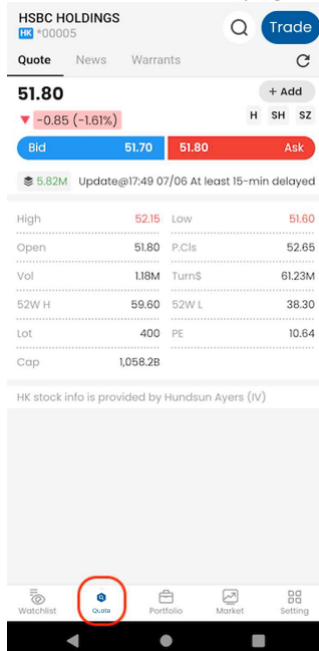 HSBC HOLDINGS
HK *00005
Trade
Quote News Warrants
51.80
+ Add
-0.85 (-1.61%)
H SH SZ
Bid 51.70 51.80 Ask
5.82M Update@17:49 07/06 At least 15-min delayed
High 52.15 Low 51.60
Open 51.80 P.Cls 52.65
Vol 1.18M Turn$ 61.23M
52W H 59.60 52W L 38.30
Lot 400 PE 10.64
Cap 1,058.2B
HK stock info is provided by Hundsun Ayers (IV)
Watchlist Quote Portfolio Market Setting